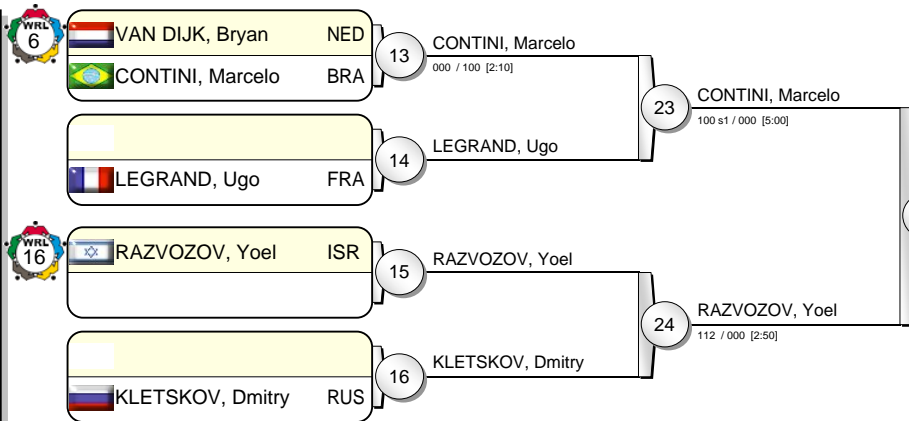 WRL
6
VAN DIJK, Bryan NED
CONTINI, Marcelo BRA
13
CONTINI, Marcelo
000 / 100 [2:10]
LEGRAND, Ugo FRA
14
LEGRAND, Ugo
23
CONTINI, Marcelo
100 s1 / 000 [5:00]
WRL
16
RAZVOZOV, Yoel ISR
15
RAZVOZOV, Yoel
KLETSKOV, Dmitry RUS
16
KLETSKOV, Dmitry
24
RAZVOZOV, Yoel
112 / 000 [2:50]